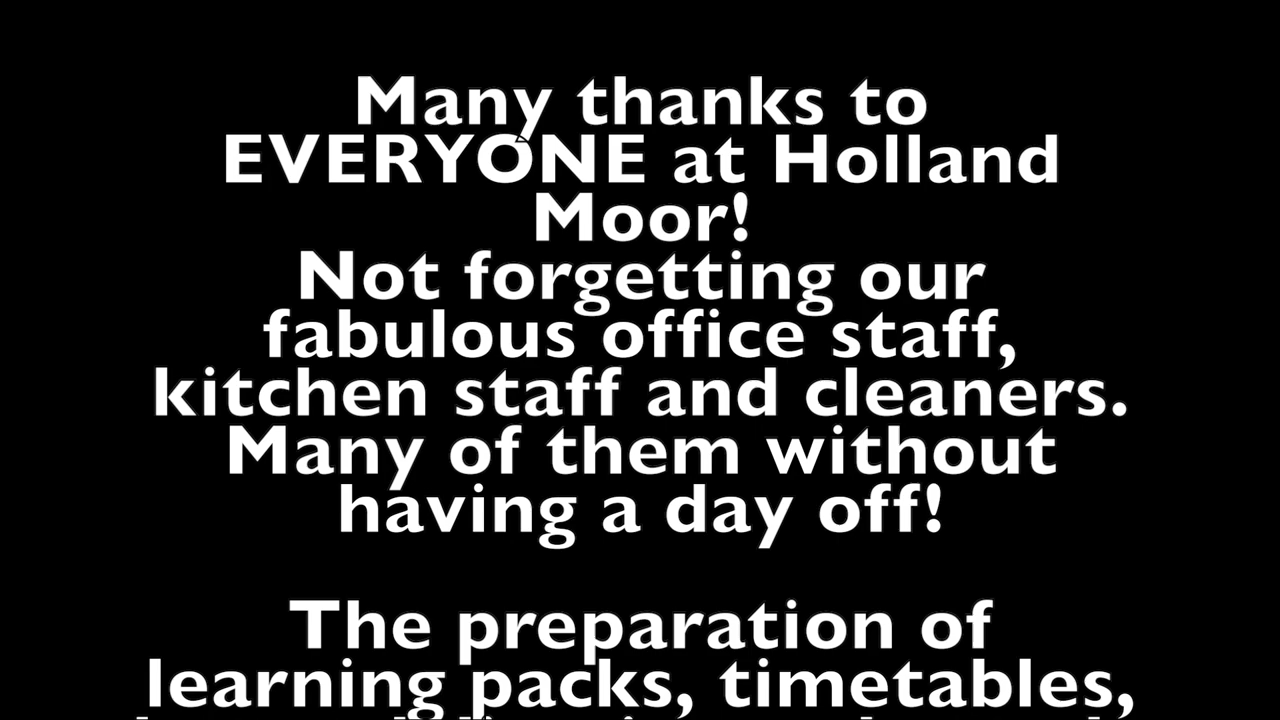 Many thanks to
EVERYONE at Holland
Moor!
Not forgetting our
fabulous office staff,
kitchen staff and cleaners.
Many of them without
having a day off!
The preparation of
learning packs, timetables,